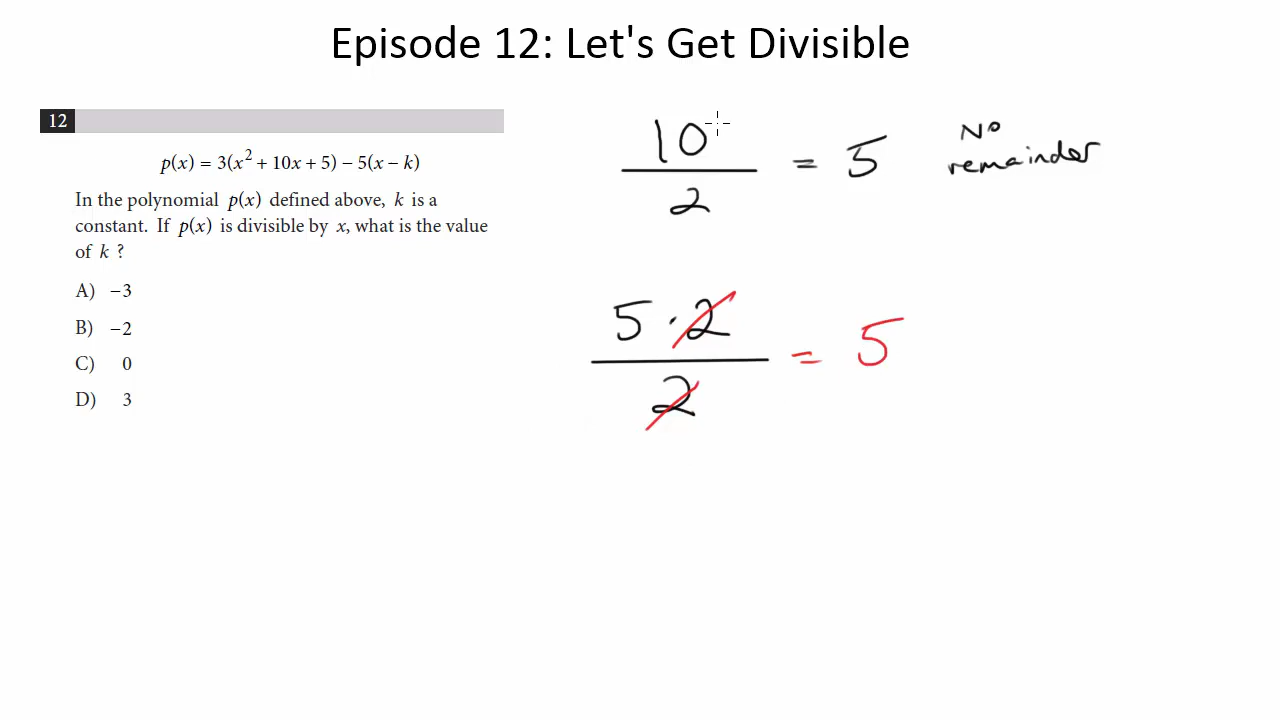 Episode 12: Let's Get Divisible
12
p(x) = 3(x² + 10x + 5) − 5(x − k)
In the polynomial p(x) defined above, k is a
constant. If p(x) is divisible by x, what is the value
of k ?
A) −3
B) −2
C) 0
D) 3
10
2
= 5
No
remainder
5 · 2
2
= 5